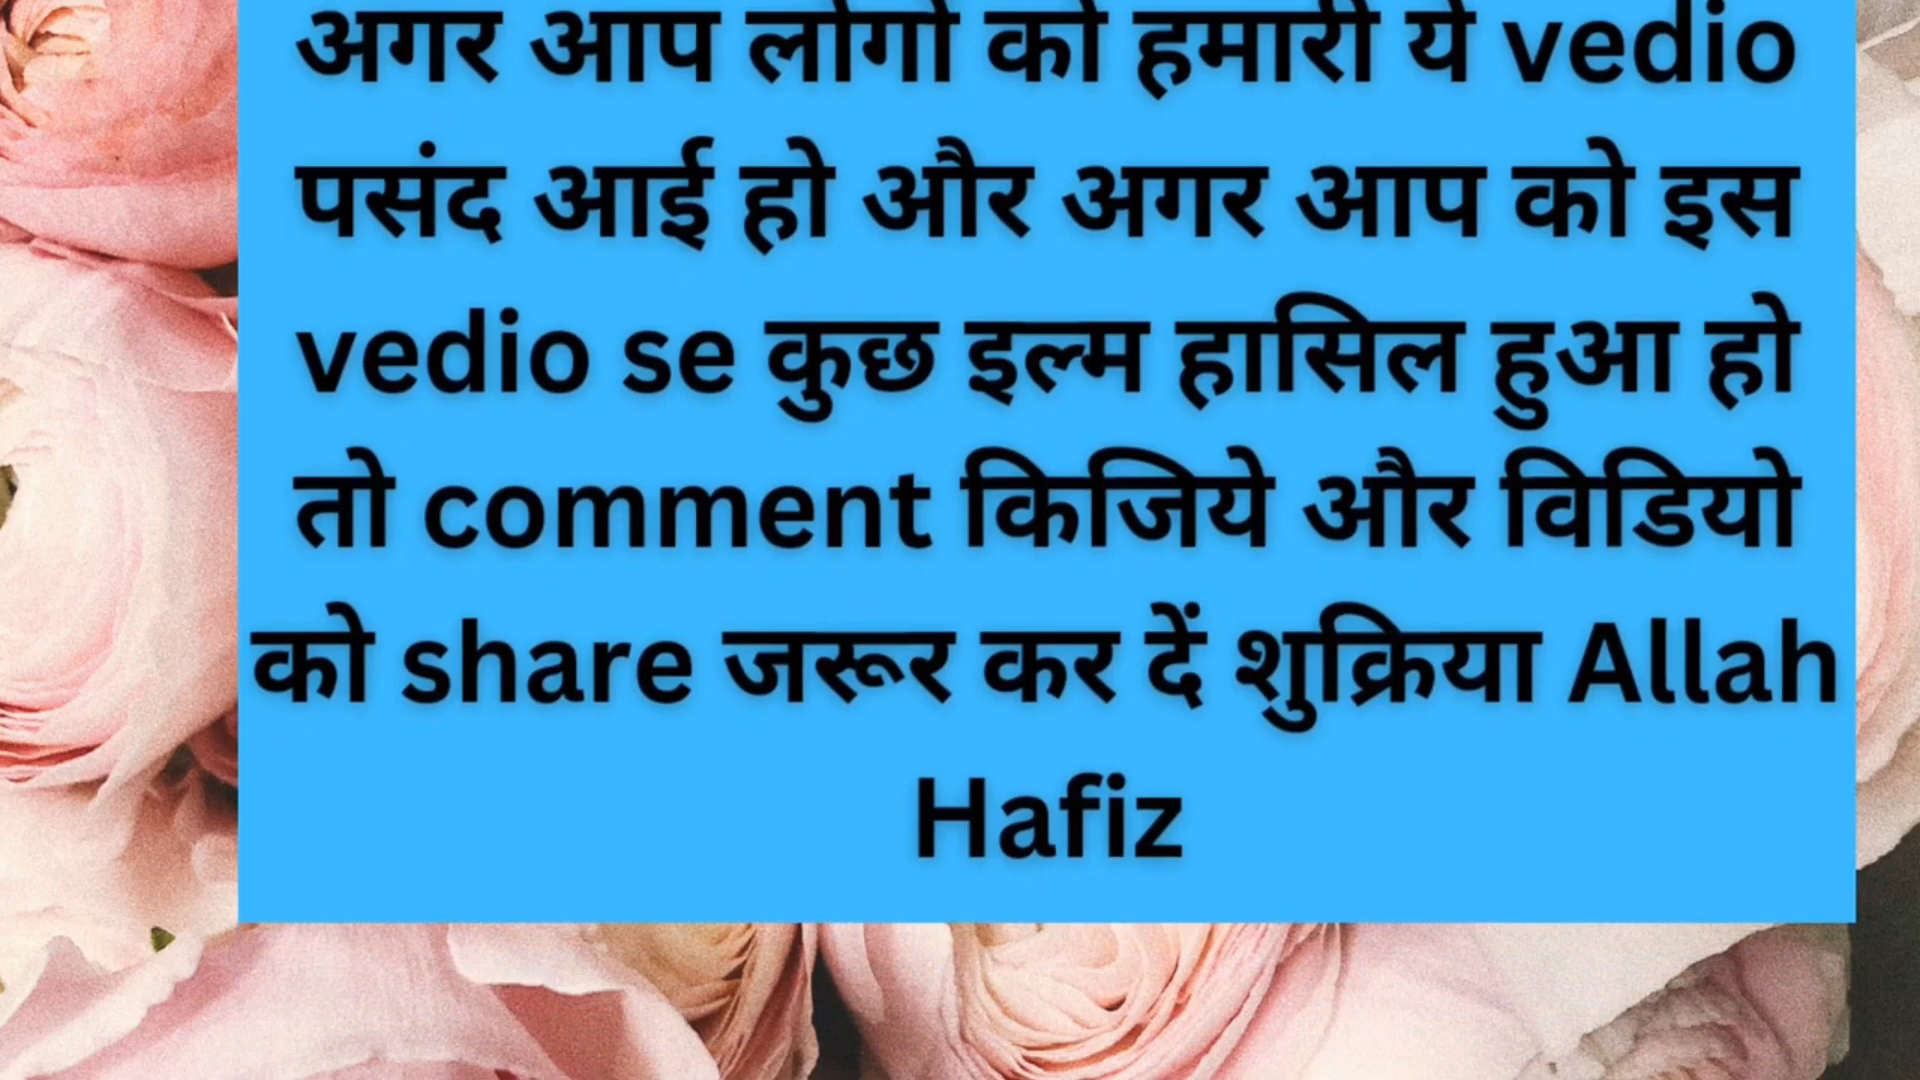 अगर आप लोगो को हमारी ये vedio
पसंद आई हो और अगर आप को इस
vedio se कुछ इल्म हासिल हुआ हो
तो comment किजिये और विडियो
को share जरूर कर दें शुक्रिया Allah
Hafiz